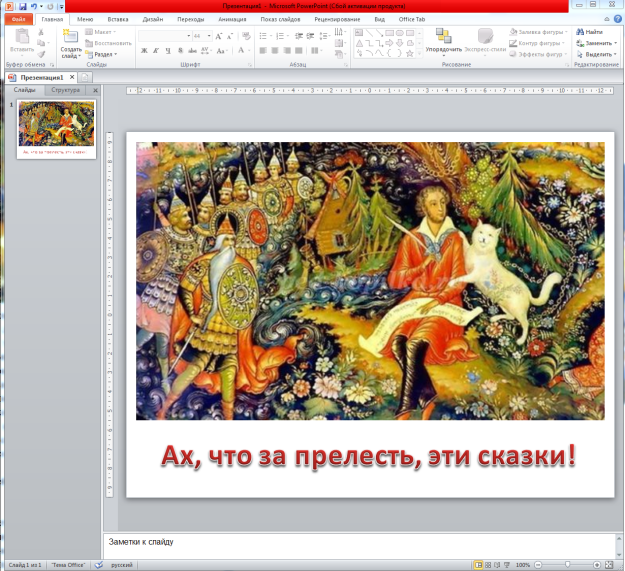 Презентация1 - Microsoft PowerPoint (Сбой активации продукта)
Файл Главная Меню Вставка Дизайн Переходы Анимация Показ слайдов Рецензирование Вид Office Tab
Вставить
Буфер обмена
Создать слайд
Макет
Восстановить
Раздел
Слайды
Шрифт
Абзац
Упорядочить
Экспресс-стили
Заливка фигуры
Контур фигуры
Эффекты фигур
Рисование
Найти
Заменить
Выделить
Редактирование
Презентация1
Слайды Структура
1
Ах, что за прелесть, эти сказки!
Заметки к слайду
Слайд 1 из 1 "Тема Office" русский 100%